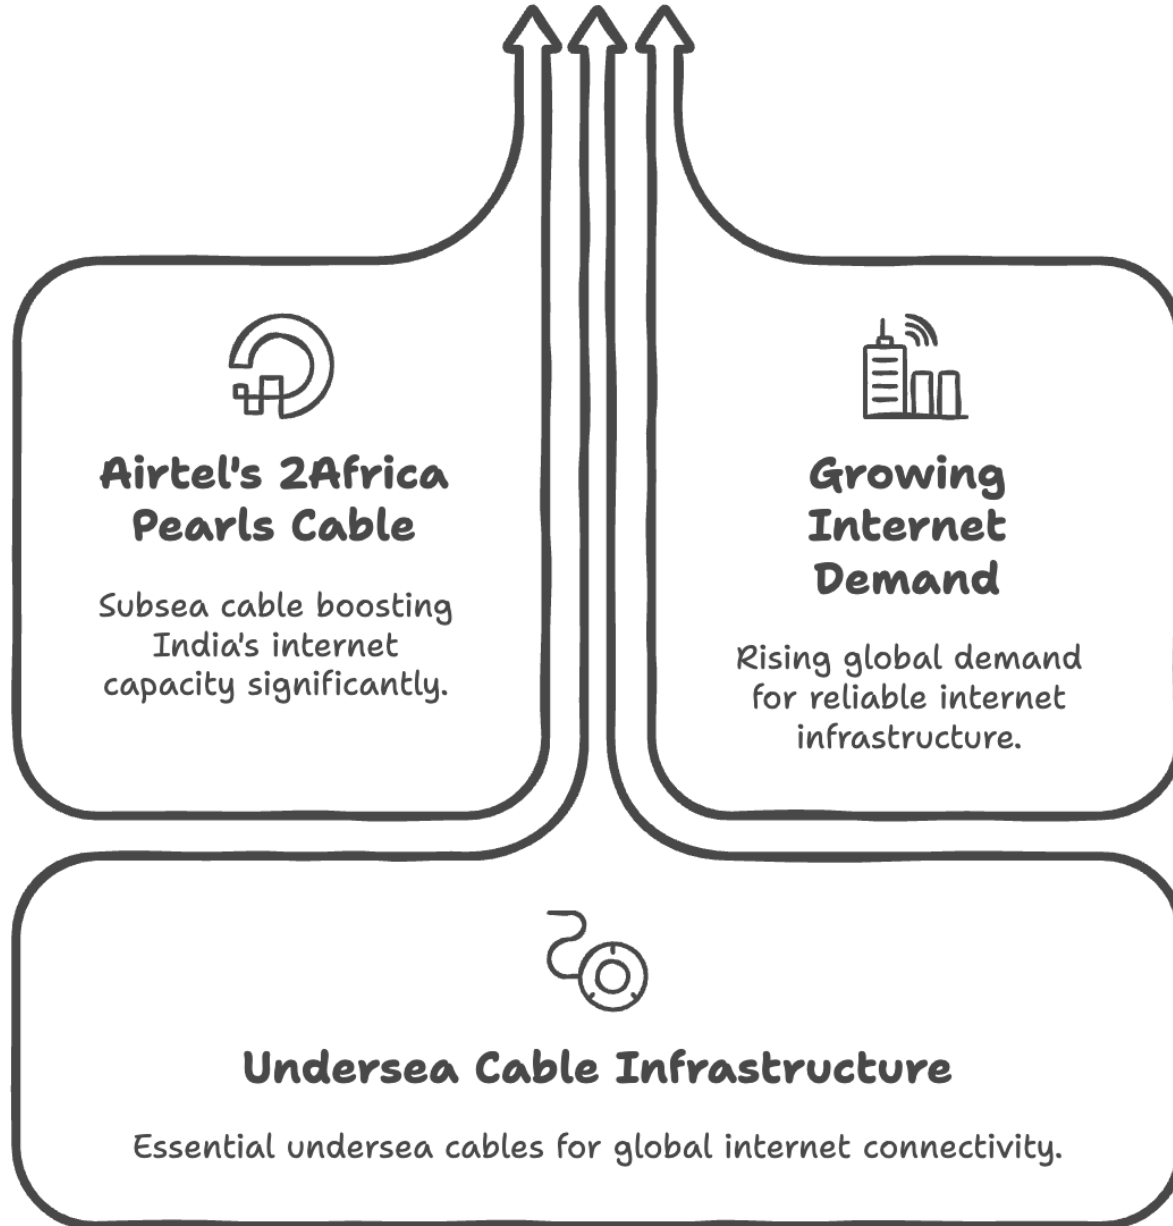 Airtel's 2Africa
Pearls Cable
Subsea cable boosting
India's internet
capacity significantly.
Growing
Internet
Demand
Rising global demand
for reliable internet
infrastructure.
Undersea Cable Infrastructure
Essential undersea cables for global internet connectivity.